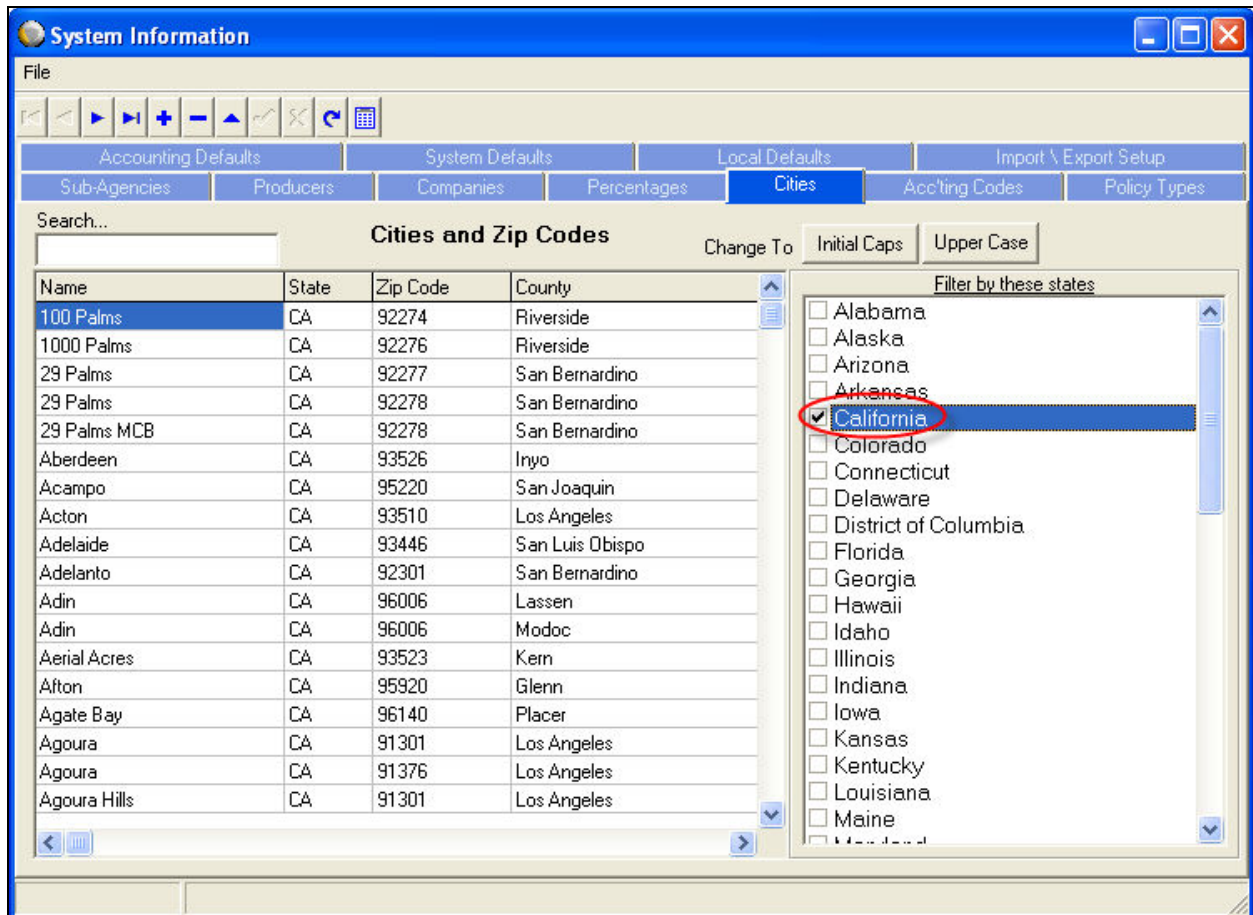 System Information
File
Accounting Defaults System Defaults Local Defaults Import \ Export Setup
Sub-Agencies Producers Companies Percentages Cities Acc'ting Codes Policy Types
Search...
Cities and Zip Codes
Change To Initial Caps Upper Case
Name State Zip Code County
100 Palms CA 92274 Riverside
1000 Palms CA 92276 Riverside
29 Palms CA 92277 San Bernardino
29 Palms CA 92278 San Bernardino
29 Palms MCB CA 92278 San Bernardino
Aberdeen CA 93526 Inyo
Acampo CA 95220 San Joaquin
Acton CA 93510 Los Angeles
Adelaide CA 93446 San Luis Obispo
Adelanto CA 92301 San Bernardino
Adin CA 96006 Lassen
Adin CA 96006 Modoc
Aerial Acres CA 93523 Kern
Afton CA 95920 Glenn
Agate Bay CA 96140 Placer
Agoura CA 91301 Los Angeles
Agoura CA 91376 Los Angeles
Agoura Hills CA 91301 Los Angeles
Filter by these states
Alabama
Alaska
Arizona
Arkansas
California
Colorado
Connecticut
Delaware
District of Columbia
Florida
Georgia
Hawaii
Idaho
Illinois
Indiana
Iowa
Kansas
Kentucky
Louisiana
Maine